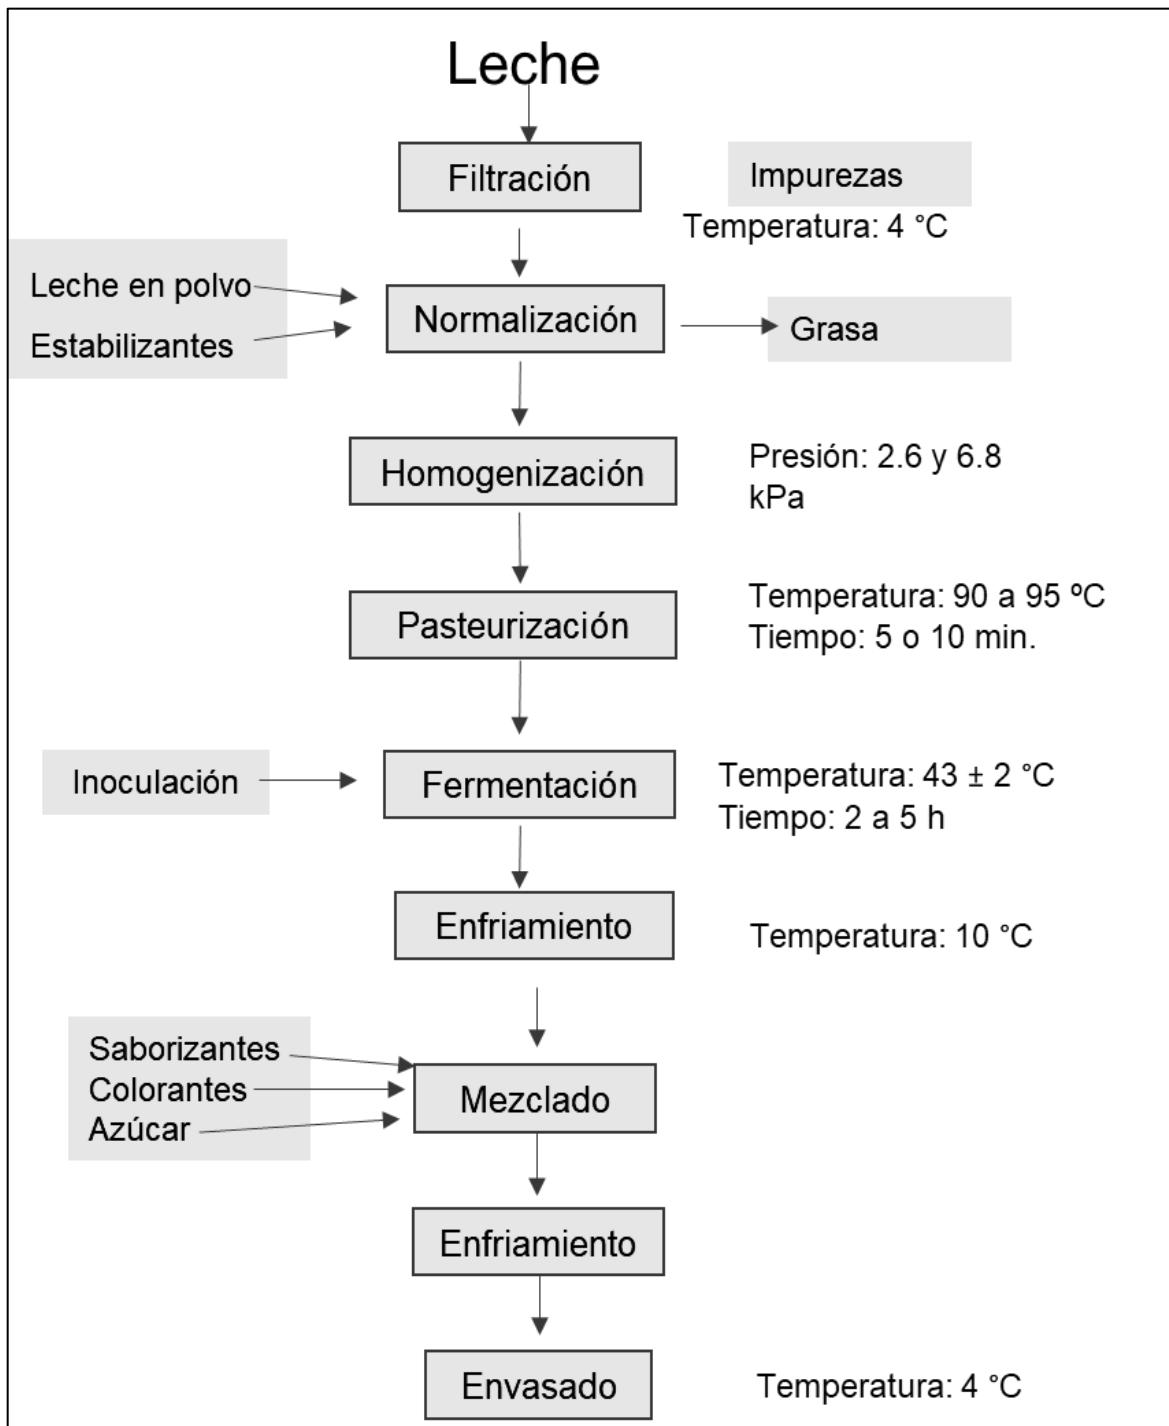 Leche
Filtración
Impurezas
Temperatura: 4 °C
Leche en polvo
Estabilizantes
Normalización
Grasa
Homogenización
Presión: 2.6 y 6.8
kPa
Pasteurización
Temperatura: 90 a 95 ºC
Tiempo: 5 o 10 min.
Inoculación
Fermentación
Temperatura: 43 ± 2 °C
Tiempo: 2 a 5 h
Enfriamiento
Temperatura: 10 °C
Saborizantes
Colorantes
Azúcar
Mezclado
Enfriamiento
Envasado
Temperatura: 4 °C